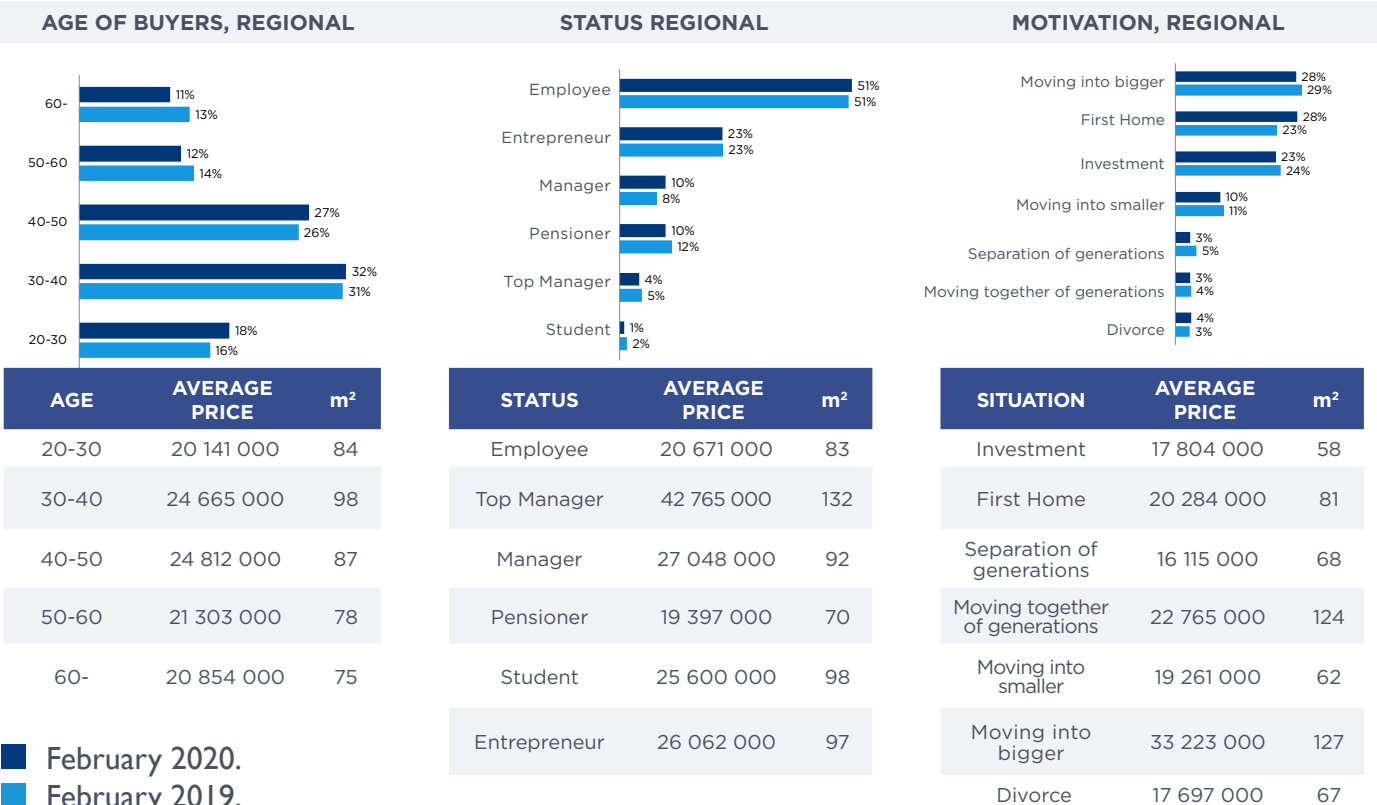 AGE OF BUYERS, REGIONAL
60-
11%
13%
50-60
12%
14%
40-50
27%
26%
30-40
32%
31%
20-30
18%
16%
AGE AVERAGE PRICE m²
20-30 20 141 000 84
30-40 24 665 000 98
40-50 24 812 000 87
50-60 21 303 000 78
60- 20 854 000 75
February 2020.
February 2019.
STATUS REGIONAL
Employee
51%
51%
Entrepreneur
23%
23%
Manager
10%
8%
Pensioner
10%
12%
Top Manager
4%
5%
Student
1%
2%
STATUS AVERAGE PRICE m²
Employee 20 671 000 83
Top Manager 42 765 000 132
Manager 27 048 000 92
Pensioner 19 397 000 70
Student 25 600 000 98
Entrepreneur 26 062 000 97
MOTIVATION, REGIONAL
Moving into bigger
28%
29%
First Home
28%
23%
Investment
23%
24%
Moving into smaller
10%
11%
Separation of generations
3%
5%
Moving together of generations
3%
4%
Divorce
4%
3%
SITUATION AVERAGE PRICE m²
Investment 17 804 000 58
First Home 20 284 000 81
Separation of generations 16 115 000 68
Moving together of generations 22 765 000 124
Moving into smaller 19 261 000 62
Moving into bigger 33 223 000 127
Divorce 17 697 000 67